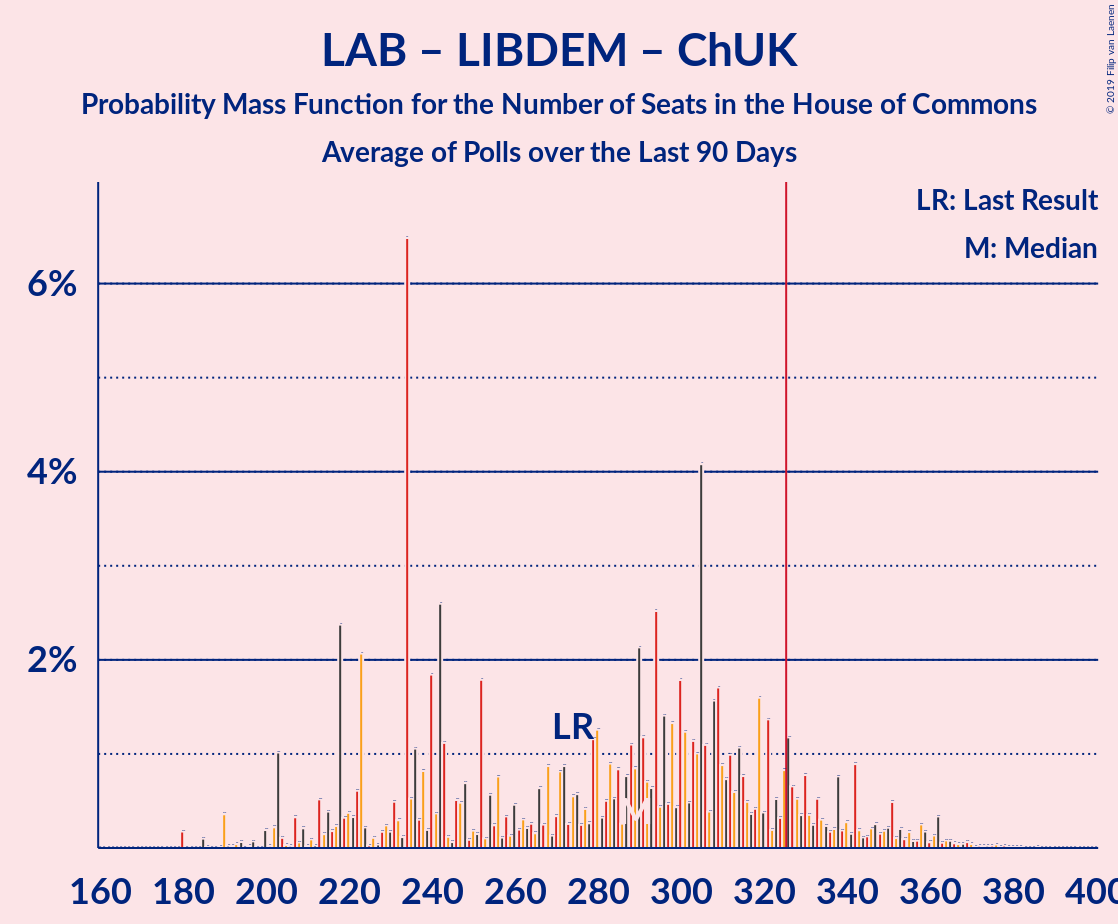 LAB – LIBDEM – ChUK
Probability Mass Function for the Number of Seats in the House of Commons
Average of Polls over the Last 90 Days
© 2019 Filip van Laenen
LR: Last Result
M: Median
6%
4%
2%
LR
M
160 180 200 220 240 260 280 300 320 340 360 380 400